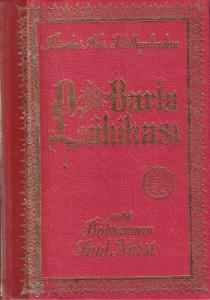 Risale-i Nur Külliyatından
Barla
Lâhikası
Müellifi
Bediüzzaman
Said Nursî